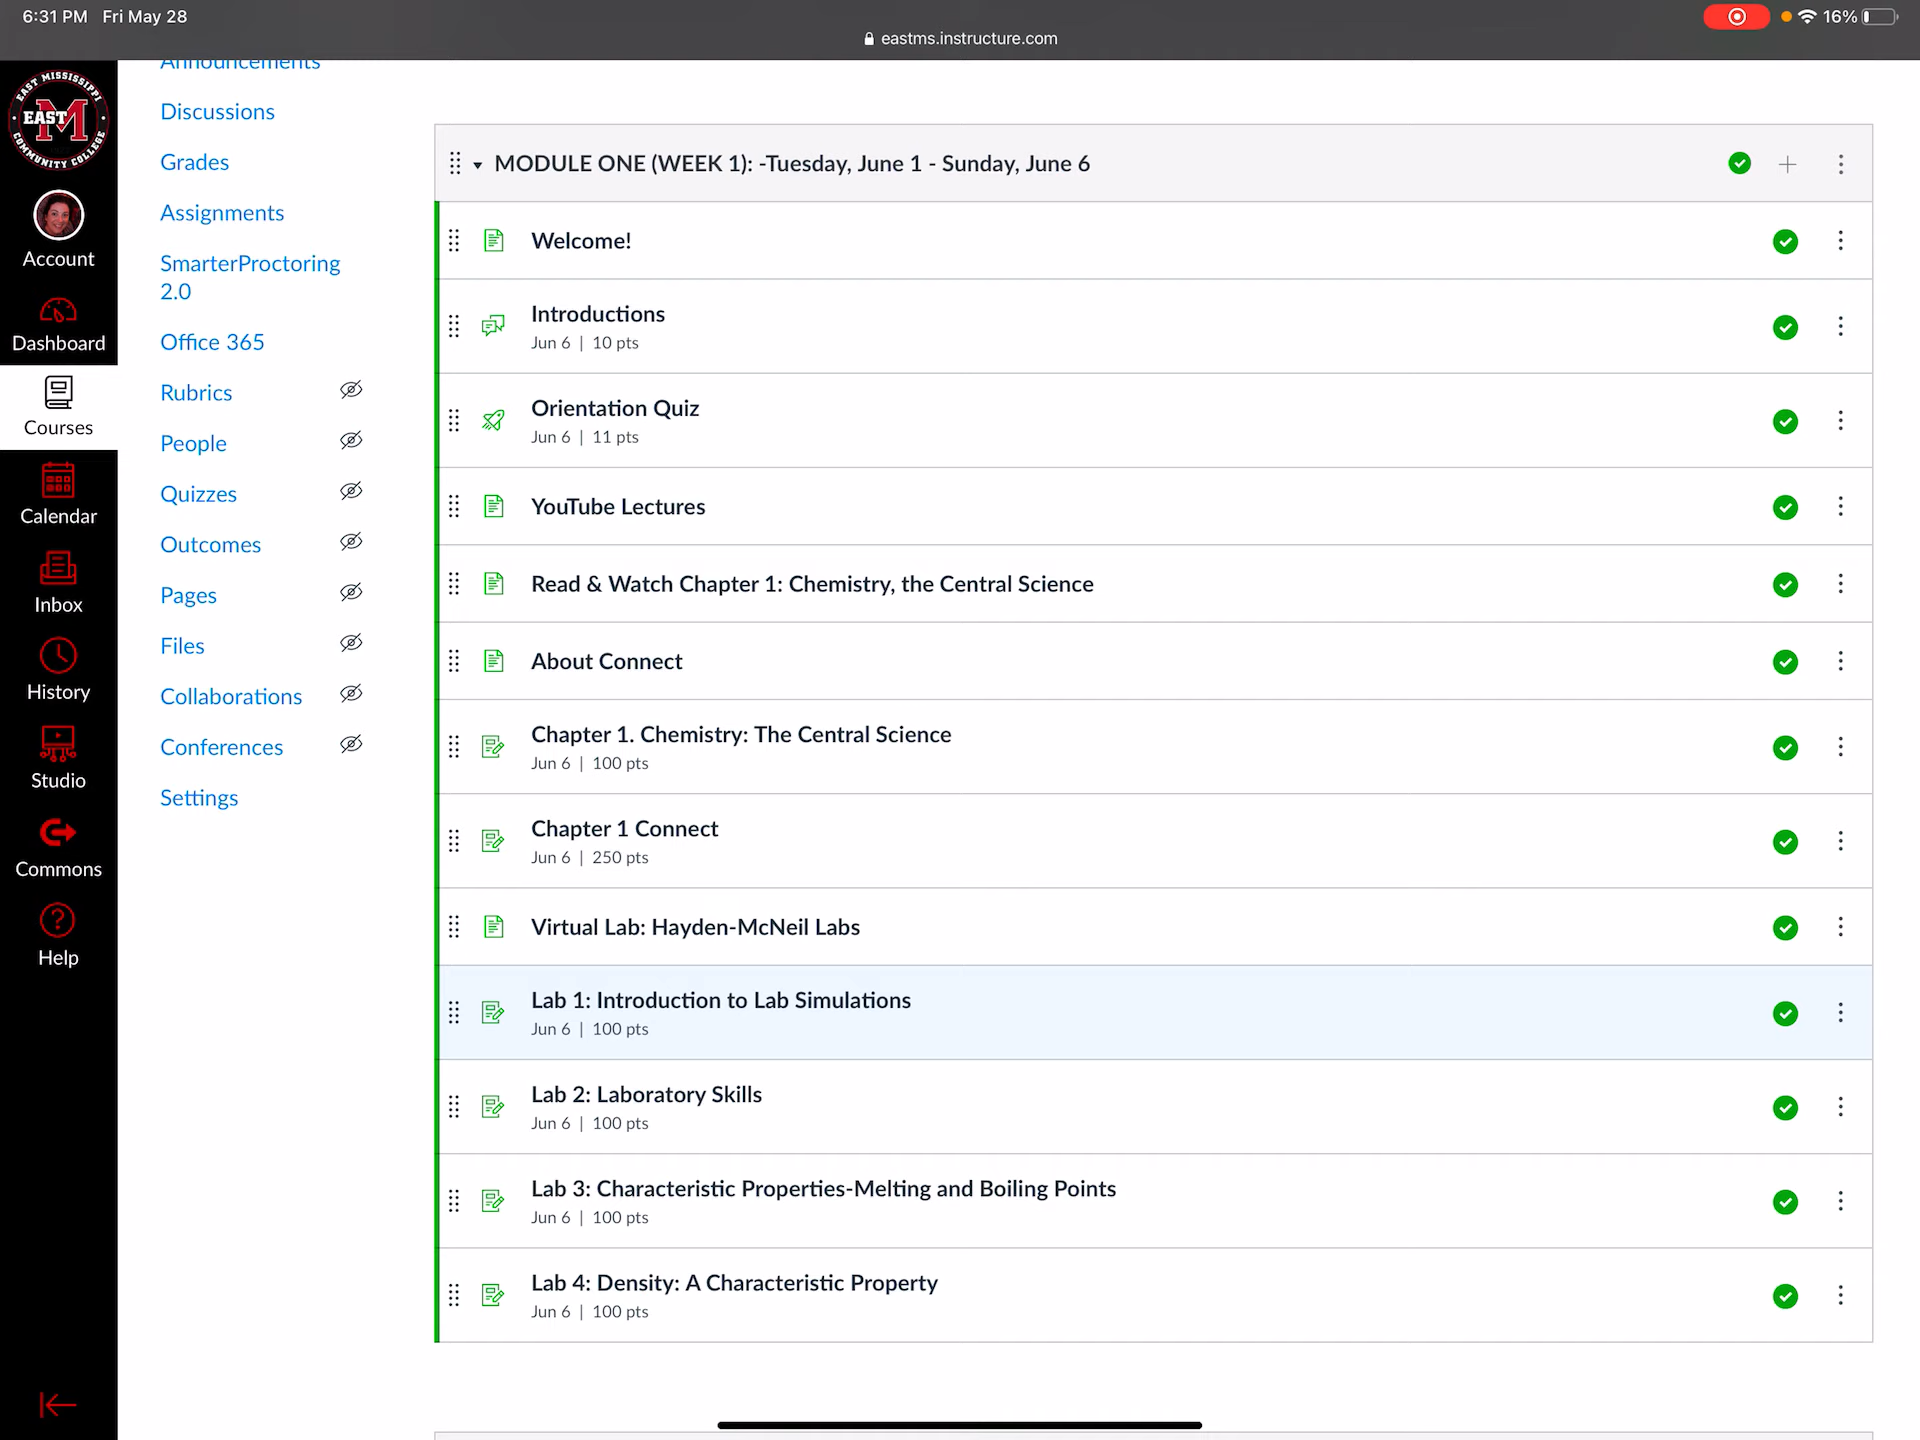 6:31 PM Fri May 28
16%
eastms.instructure.com
EAST MISSISSIPPI
EAST M
COMMUNITY COLLEGE
Account
Dashboard
Courses
Calendar
Inbox
History
Studio
Commons
Help
Announcements
Discussions
Grades
Assignments
SmarterProctoring
2.0
Office 365
Rubrics
People
Quizzes
Outcomes
Pages
Files
Collaborations
Conferences
Settings
MODULE ONE (WEEK 1): -Tuesday, June 1 - Sunday, June 6
Welcome!
Introductions
Jun 6 | 10 pts
Orientation Quiz
Jun 6 | 11 pts
YouTube Lectures
Read & Watch Chapter 1: Chemistry, the Central Science
About Connect
Chapter 1. Chemistry: The Central Science
Jun 6 | 100 pts
Chapter 1 Connect
Jun 6 | 250 pts
Virtual Lab: Hayden-McNeil Labs
Lab 1: Introduction to Lab Simulations
Jun 6 | 100 pts
Lab 2: Laboratory Skills
Jun 6 | 100 pts
Lab 3: Characteristic Properties-Melting and Boiling Points
Jun 6 | 100 pts
Lab 4: Density: A Characteristic Property
Jun 6 | 100 pts